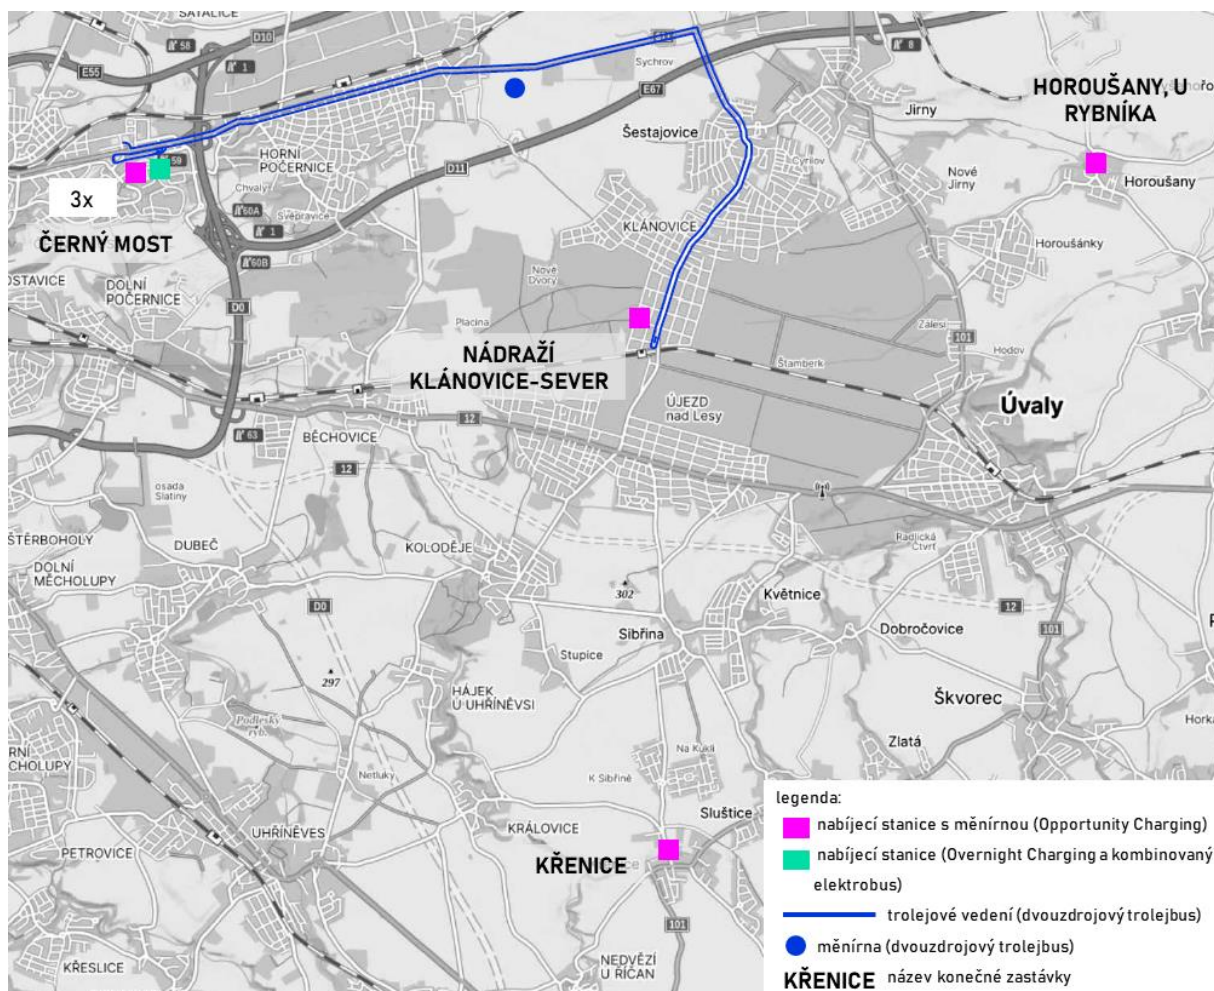 SATALICE
D10
58
1
E55
8
Sychrov
E67
Jirny
HOROUŠANY, U
RYBNÍKA
Šestajovice
HORNÍ
POČERNICE
D11
Cyrilov
Nové
Jirny
Horoušany
59
3x
Chvaly
Svépravice
60A
1
KLÁNOVICE
Horoušánky
ČERNÝ MOST
60B
DOLNÍ
POČERNICE
Nové
Dvory
D0
Placina
Zálesí
101
Hodov
NÁDRAŽÍ
KLÁNOVICE-SEVER
Štamberk
ÚJEZD
nad Lesy
Úvaly
12
63
BĚCHOVICE
12
osada
Slatiny
ŠTĚRBOHOLY
DUBEČ
KOLODĚJE
Radlická
Čtvrť
DOLNÍ
MĚCHOLUPY
302
Květnice
D0
12
Sibřina
Dobročovice
101
Stupice
297
HÁJEK
U UHŘÍNĚVSI
Škvorec
Podleský
ryb.
Na Kukli
Zlatá
Netluky
K Sibřině
Sluštice
KRÁLOVICE
UHŘÍNĚVES
PETROVICE
KŘENICE
101
NEDVĚZÍ
U ŘÍČAN
KŘESLICE
legenda:
nabíjecí stanice s měnírnou (Opportunity Charging)
nabíjecí stanice (Overnight Charging a kombinovaný
elektrobus)
trolejové vedení (dvouzdrojový trolejbus)
měnírna (dvouzdrojový trolejbus)
KŘENICE název konečné zastávky